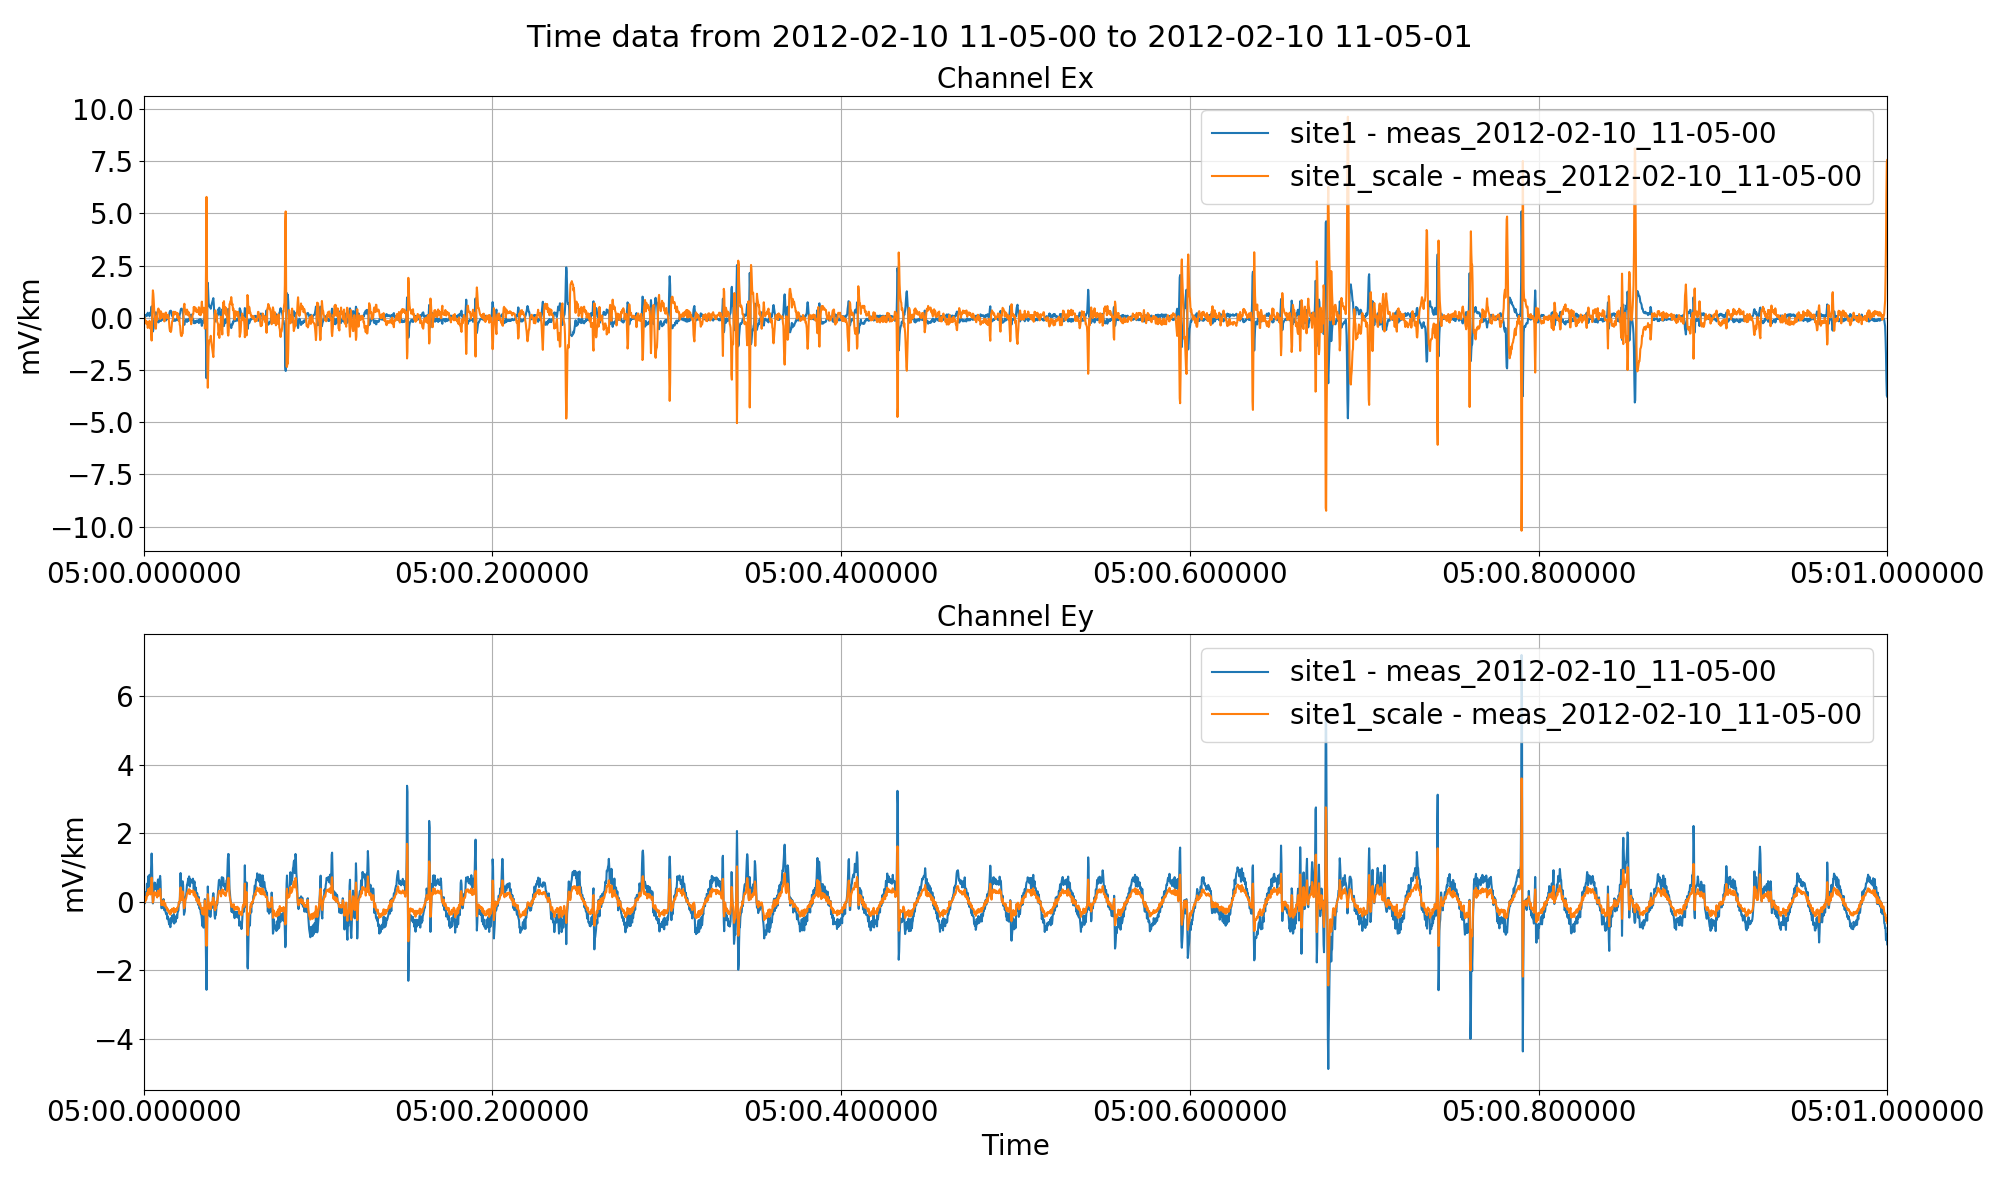 Time data from 2012-02-10 11-05-00 to 2012-02-10 11-05-01
Channel Ex
10.0
7.5
5.0
2.5
0.0
−2.5
−5.0
−7.5
−10.0
mV/km
site1 - meas_2012-02-10_11-05-00
site1_scale - meas_2012-02-10_11-05-00
05:00.000000 05:00.200000 05:00.400000 05:00.600000 05:00.800000 05:01.000000
Channel Ey
6
4
2
0
−2
−4
mV/km
site1 - meas_2012-02-10_11-05-00
site1_scale - meas_2012-02-10_11-05-00
05:00.000000 05:00.200000 05:00.400000 05:00.600000 05:00.800000 05:01.000000
Time